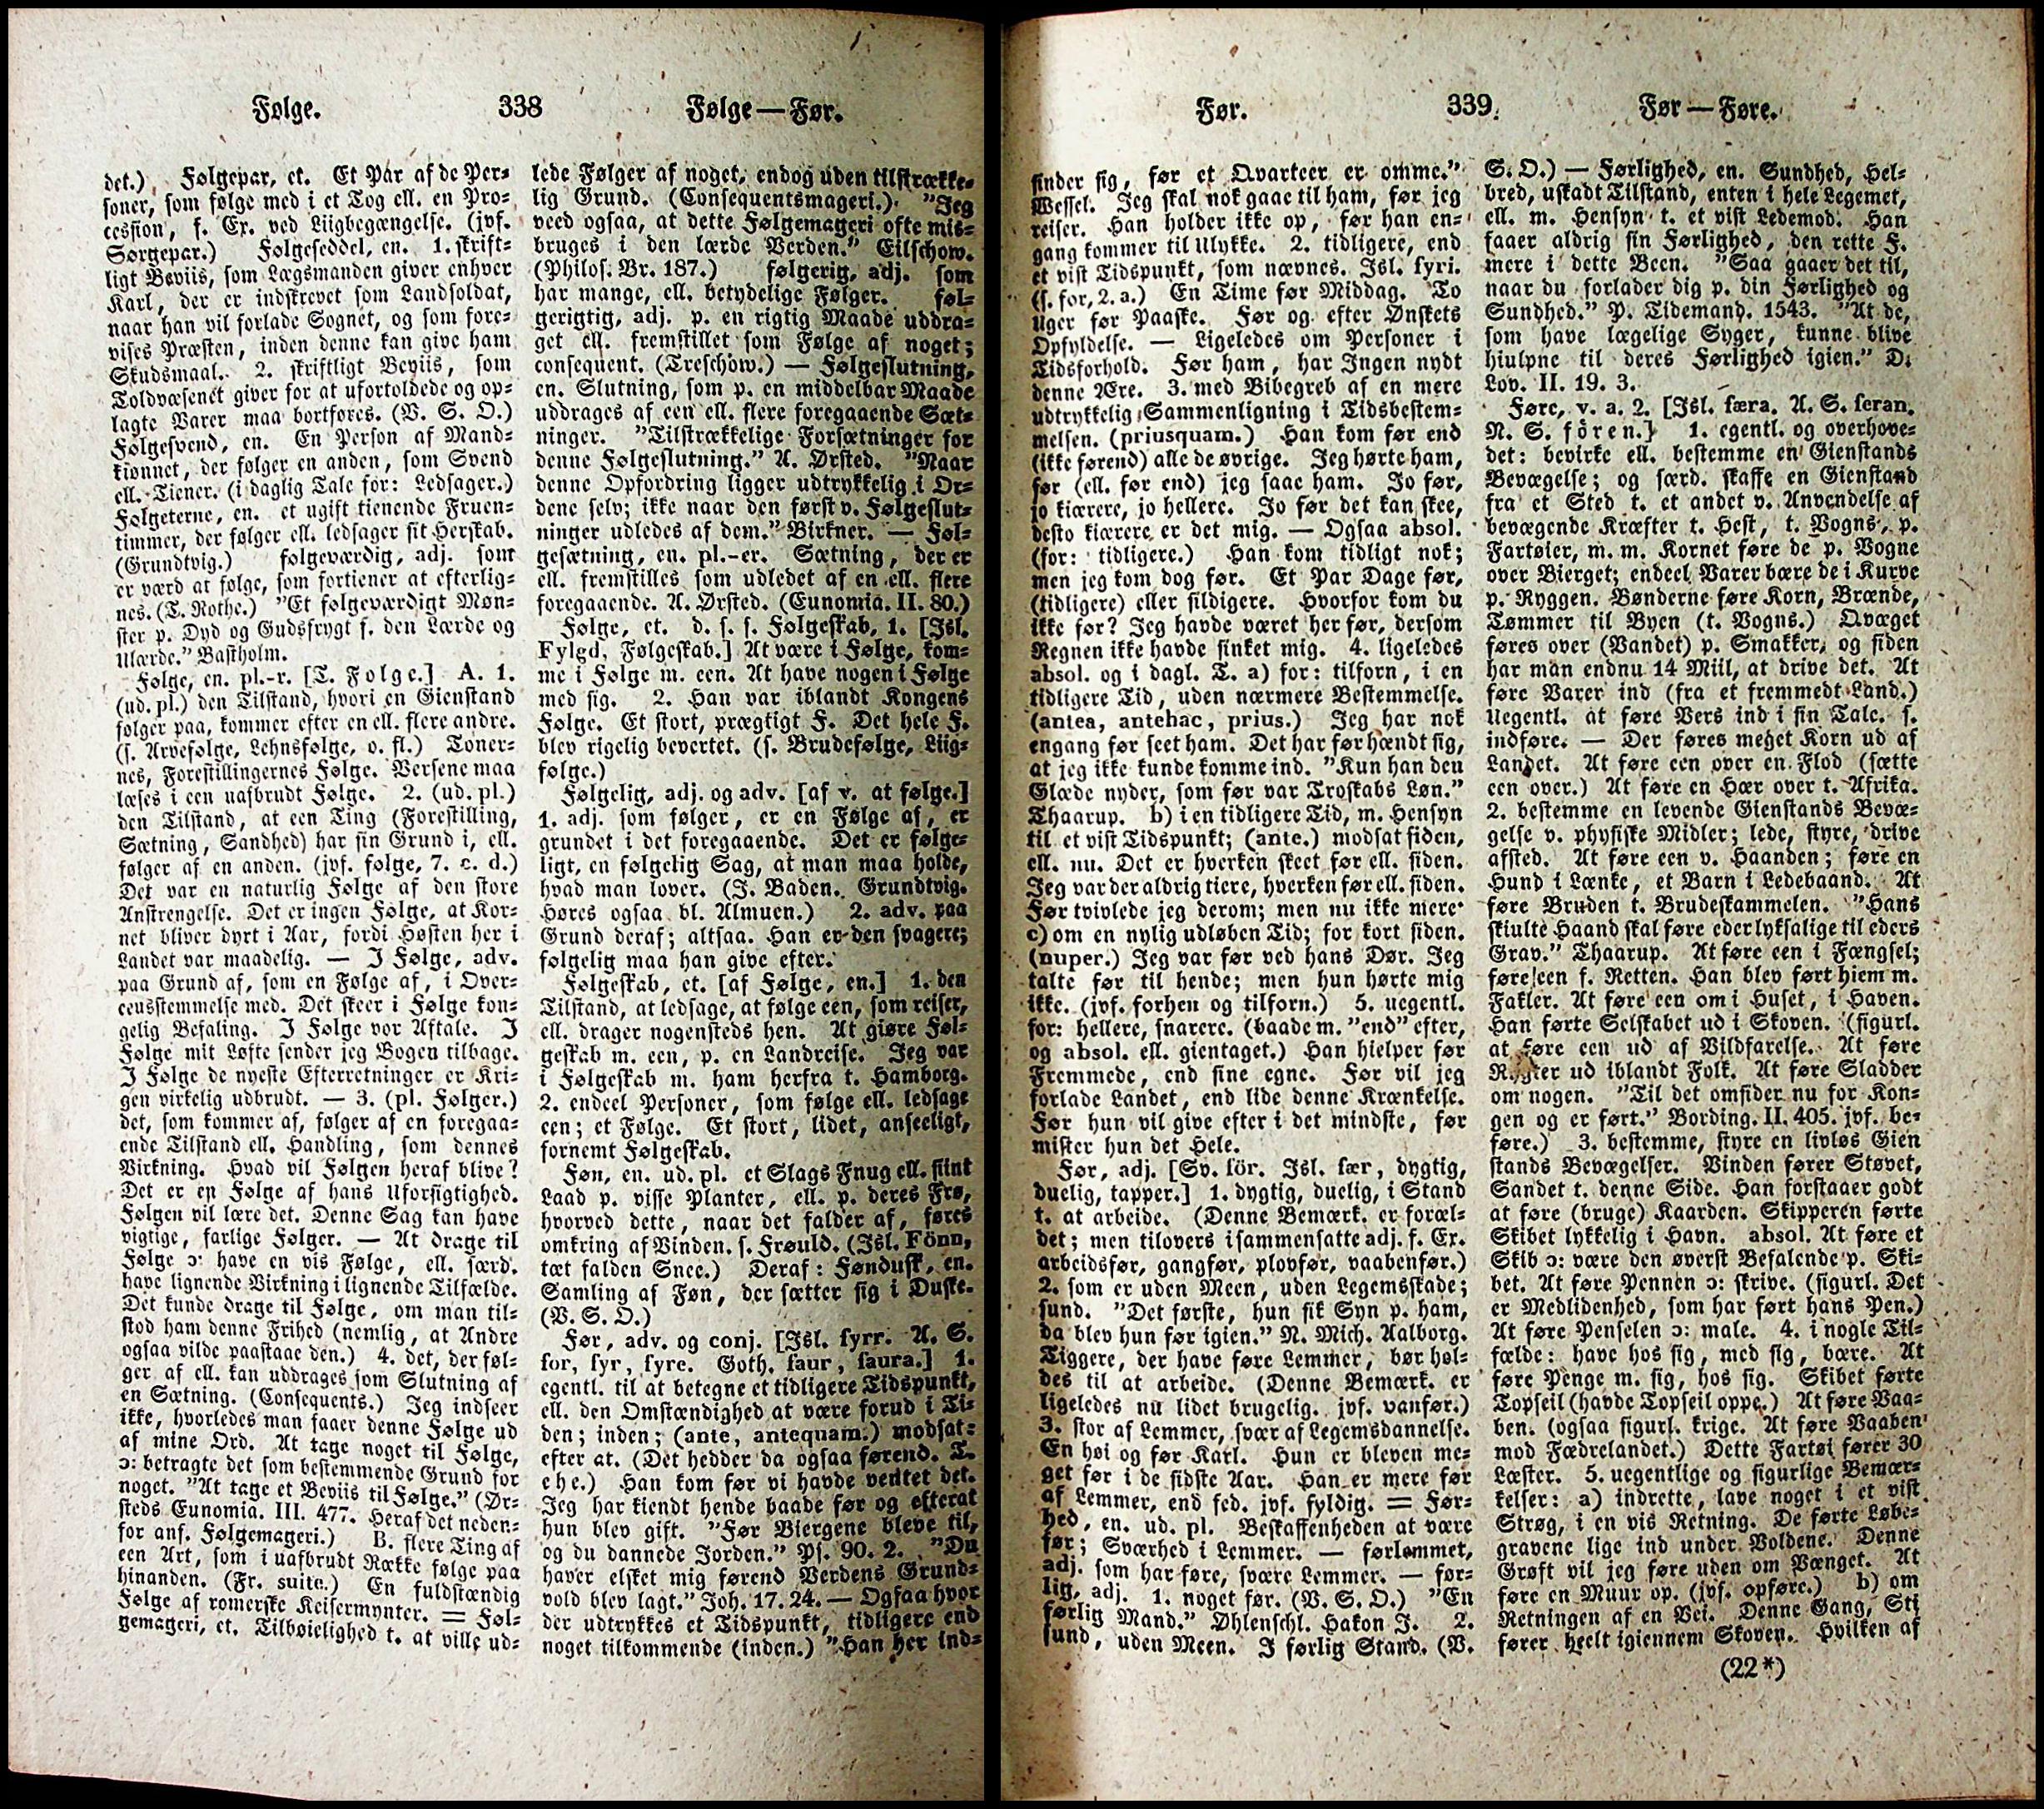 Følge.
338
Følge — Før.
det.) Følgepar, et. Et Par af de Per-
soner, som følge med i et Tog ell. en Pro-
cession, f. Ex. ved Liigbegængelse. (jvf.
Sørgepar.) Følgeseddel, en. 1. skrift-
ligt Beviis, som Lægsmanden giver enhver
Karl, der er indskrevet som Landsoldat,
naar han vil forlade Sognet, og som fore-
vises Præsten, inden denne kan give ham
Skudsmaal. 2. skriftligt Beviis, som
Toldvæsenet giver for at ufortoldede og op-
lagte Varer maa bortføres. (V. S. O.)
Følgesvend, en. En Person af Mand-
kiønnet, der følger en anden, som Svend
ell. Tiener. (i daglig Tale for: Ledsager.)
Følgeterne, en. et ugift tienende Fruen-
timmer, der følger ell. ledsager sit Herskab.
(Grundtvig.) følgeværdig, adj. som
er værd at følge, som fortiener at efterlig-
nes. (T. Rothe.) "Et følgeværdigt Møn-
ster p. Dyd og Gudsfrygt f. den Lærde og
Ulærde." Bastholm.
Følge, en. pl.-r. [T. Folge.] A. 1.
(ud. pl.) den Tilstand, hvori en Gienstand
følger paa, kommer efter en ell. flere andre.
(s. Arvefølge, Lehnsfølge, o. fl.) Toner-
nes, Forestillingernes Følge. Versene maa
læses i een uafbrudt Følge. 2. (ud. pl.)
den Tilstand, at een Ting (Forestilling,
Sætning, Sandhed) har sin Grund i, ell.
følger af en anden. (jvf. følge, 7. c. d.)
Det var en naturlig Følge af den store
Anstrengelse. Det er ingen Følge, at Kor-
net bliver dyrt i Aar, fordi Høsten her i
Landet var maadelig. — I Følge, adv.
paa Grund af, som en Følge af, i Over-
eensstemmelse med. Det skeer i Følge kon-
gelig Befaling. I Følge vor Aftale. I
Følge mit Løfte sender jeg Bogen tilbage.
I Følge de nyeste Efterretninger er Kri-
gen virkelig udbrudt. — 3. (pl. Følger.)
det, som kommer af, følger af en foregaa-
ende Tilstand ell. Handling, som dennes
Virkning. Hvad vil Følgen heraf blive?
Det er en Følge af hans Uforsigtighed.
Følgen vil lære det. Denne Sag kan have
vigtige, farlige Følger. — At drage til
Følge ɔ: have en vis Følge, ell. særd.
have lignende Virkning i lignende Tilfælde.
Det kunde drage til Følge, om man til-
stod ham denne Frihed (nemlig, at Andre
ogsaa vilde paastaae den.) 4. det, der føl-
ger af ell. kan uddrages som Slutning af
en Sætning. (Consequents.) Jeg indseer
ikke, hvorledes man faaer denne Følge ud
af mine Ord. At tage noget til Følge,
ɔ: betragte det som bestemmende Grund for
noget. "At tage et Beviis til Følge." (Ør-
steds Eunomia. III. 477. Heraf det neden-
for anf. Følgemageri.) B. flere Ting af
een Art, som i uafbrudt Række følge paa
hinanden. (Fr. suite.) En fuldstændig
Følge af romerske Keisermynter. = Føl-
gemageri, et. Tilbøielighed t. at ville ud-
lede Følger af noget, endog uden tilstrække-
lig Grund. (Consequentsmageri.) "Jeg
veed ogsaa, at dette Følgemageri ofte mis-
bruges i den lærde Verden." Eilschow.
(Philos. Br. 187.) følgerig, adj. som
har mange, ell. betydelige Følger. føl-
gerigtig, adj. p. en rigtig Maade uddra-
get ell. fremstillet som Følge af noget;
consequent. (Treschow.) — Følgeslutning,
en. Slutning, som p. en middelbar Maade
uddrages af een ell. flere foregaaende Sæt-
ninger. "Tilstrækkelige Forsætninger for
denne Følgeslutning." A. Ørsted. "Naar
denne Opfordring ligger udtrykkelig i Or-
dene selv; ikke naar den først v. Følgeslut-
ninger udledes af dem." Birkner. — Føl-
gesætning, en. pl.-er. Sætning, der er
ell. fremstilles som udledet af en ell. flere
foregaaende. A. Ørsted. (Eunomia. II. 80.)
Følge, et. d. s. s. Følgeskab, 1. [Isl.
Fylgd, Følgeskab.] At være i Følge, kom-
me i Følge m. een. At have nogen i Følge
med sig. 2. Han var iblandt Kongens
Følge. Et stort, prægtigt F. Det hele F.
blev rigelig bevertet. (s. Brudefølge, Liig-
følge.)
Følgelig, adj. og adv. [af v. at følge.]
1. adj. som følger, er en Følge af, er
grundet i det foregaaende. Det er følge-
ligt, en følgelig Sag, at man maa holde,
hvad man lover. (J. Baden. Grundtvig.
Høres ogsaa bl. Almuen.) 2. adv. paa
Grund deraf; altsaa. Han er den svagere;
følgelig maa han give efter.
Følgeskab, et. [af Følge, en.] 1. den
Tilstand, at ledsage, at følge een, som reiser,
ell. drager nogensteds hen. At giøre Føl-
geskab m. een, p. en Landreise. Jeg var
i Følgeskab m. ham herfra t. Hamborg.
2. endeel Personer, som følge ell. ledsage
een; et Følge. Et stort, lidet, anseeligt,
fornemt Følgeskab.
Føn, en. ud. pl. et Slags Fnug ell. fiint
Laad p. visse Planter, ell. p. deres Frø,
hvorved dette, naar det falder af, føres
omkring af Vinden. s. Frøuld. (Isl. Fönn,
tæt falden Snee.) Deraf: Fønduft, en.
Samling af Føn, der sætter sig i Duske.
(V. S. O.)
Før, adv. og conj. [Isl. fyrr. A. S.
for, fyr, fyre. Goth. faur, faura.] 1.
egentl. til at betegne et tidligere Tidspunkt,
ell. den Omstændighed at være forud i Ti-
den; inden; (ante, antequam.) modsat:
efter at. (Det hedder da ogsaa førend. T.
ehe.) Han kom før vi havde ventet det.
Jeg har kiendt hende baade før og efterat
hun blev gift. "Før Biergene bleve til,
og du dannede Jorden." Ps. 90. 2. "Du
haver elsket mig førend Verdens Grund-
vold blev lagt." Joh. 17. 24. — Ogsaa hvor
der udtrykkes et Tidspunkt, tidligere end
noget tilkommende (inden.) "Han her ind-
Før.
339
Før — Føre.
finder sig, før et Qvarteer er omme."
Wessel. Jeg skal nok gaae til ham, før jeg
reiser. Han holder ikke op, før han en-
gang kommer til Ulykke. 2. tidligere, end
et vist Tidspunkt, som nævnes. Isl. fyri.
(s. for, 2. a.) En Time før Middag. To
Uger før Paaske. Før og efter Ønskets
Opfyldelse. — Ligeledes om Personer i
Tidsforhold. Før ham, har Ingen nydt
denne Ære. 3. med Bibegreb af en mere
udtrykkelig Sammenligning i Tidsbestem-
melsen. (priusquam.) Han kom før end
(ikke førend) alle de øvrige. Jeg hørte ham,
før (ell. før end) jeg saae ham. Jo før,
jo kiærere, jo hellere. Jo før det kan skee,
desto kiærere er det mig. — Ogsaa absol.
(for: tidligere.) Han kom tidligt nok;
men jeg kom dog før. Et Par Dage før,
(tidligere) eller sildigere. Hvorfor kom du
ikke før? Jeg havde været her før, dersom
Regnen ikke havde sinket mig. 4. ligeledes
absol. og i dagl. T. a) for: tilforn, i en
tidligere Tid, uden nærmere Bestemmelse.
(antea, antehac, prius.) Jeg har nok
engang før seet ham. Det har før hændt sig,
at jeg ikke kunde komme ind. "Kun han den
Glæde nyder, som før var Troskabs Løn."
Thaarup. b) i en tidligere Tid, m. Hensyn
til et vist Tidspunkt; (ante.) modsat siden,
ell. nu. Det er hverken skeet før ell. siden.
Jeg var der aldrig tiere, hverken før ell. siden.
Før tvivlede jeg derom; men nu ikke mere
c) om en nylig udløben Tid; for kort siden.
(nuper.) Jeg var før ved hans Dør. Jeg
talte før til hende; men hun hørte mig
ikke. (jvf. forhen og tilforn.) 5. uegentl.
for: hellere, snarere. (baade m. "end" efter,
og absol. ell. gientaget.) Han hielper før
Fremmede, end sine egne. Før vil jeg
forlade Landet, end lide denne Krænkelse.
Før hun vil give efter i det mindste, før
mister hun det Hele.
Før, adj. [Sv. för. Isl. fær, dygtig,
duelig, tapper.] 1. dygtig, duelig, i Stand
t. at arbeide. (Denne Bemærk. er foræl-
det; men tilovers i sammensatte adj. f. Ex.
arbeidsfør, gangfør, plovfør, vaabenfør.)
2. som er uden Meen, uden Legemsskade;
sund. "Det første, hun fik Syn p. ham,
da blev hun før igien." N. Mich. Aalborg.
Tiggere, der have føre Lemmer, bør hol-
des til at arbeide. (Denne Bemærk. er
ligeledes nu lidet brugelig. jvf. vanfør.)
3. stor af Lemmer, svær af Legemsdannelse.
En høi og før Karl. Hun er bleven me-
get før i de sidste Aar. Han er mere før
af Lemmer, end fed. jvf. fyldig. = Før-
hed, en. ud. pl. Beskaffenheden at være
før; Sværhed i Lemmer. — førlemmet,
adj. som har føre, svære Lemmer. — før-
lig, adj. 1. noget før. (V. S. O.) "En
førlig Mand." Øhlenschl. Hakon J. 2.
sund, uden Meen. I førlig Stand. (V.
S. O.) — Førlighed, en. Sundhed, Hel-
bred, uskadt Tilstand, enten i hele Legemet,
ell. m. Hensyn t. et vist Ledemod. Han
faaer aldrig sin Førlighed, den rette F.
mere i dette Been. "Saa gaaer det til,
naar du forlader dig p. din Førlighed og
Sundhed." P. Tidemand. 1543. "At de,
som have lægelige Syger, kunne blive
hiulpne til deres Førlighed igien." D.
Lov. II. 19. 3.
Føre, v. a. 2. [Isl. færa. A. S. feran.
N. S. fören.] 1. egentl. og overhove-
det: bevirke ell. bestemme en Gienstands
Bevægelse; og særd. skaffe en Gienstand
fra et Sted t. et andet v. Anvendelse af
bevægende Kræfter t. Hest, t. Vogns, p.
Fartøier, m. m. Kornet føre de p. Vogne
over Bierget; endeel Varer bære de i Kurve
p. Ryggen. Bønderne føre Korn, Brænde,
Tømmer til Byen (t. Vogns.) Qvæget
føres over (Vandet) p. Smakker, og siden
har man endnu 14 Miil, at drive det. At
føre Varer ind (fra et fremmedt Land.)
Uegentl. at føre Vers ind i sin Tale. s.
indføre. — Der føres meget Korn ud af
Landet. At føre een over en Flod (sætte
een over.) At føre en Hær over t. Afrika.
2. bestemme en levende Gienstands Bevæ-
gelse v. physiske Midler; lede, styre, drive
afsted. At føre een v. Haanden; føre en
Hund i Lænke, et Barn i Ledebaand. At
føre Bruden t. Brudeskammelen. "Hans
skiulte Haand skal føre eder lyksalige til eders
Grav." Thaarup. At føre een i Fængsel;
føre een f. Retten. Han blev ført hiem m.
Fakler. At føre een om i Huset, i Haven.
Han førte Selskabet ud i Skoven. (figurl.
at føre een ud af Vildfarelse. At føre
Rygter ud iblandt Folk. At føre Sladder
om nogen. "Til det omsider nu for Kon-
gen og er ført." Bording. II. 405. jvf. be-
føre.) 3. bestemme, styre en livløs Gien
stands Bevægelser. Vinden fører Støvet,
Sandet t. denne Side. Han forstaaer godt
at føre (bruge) Kaarden. Skipperen førte
Skibet lykkelig i Havn. absol. At føre et
Skib ɔ: være den øverst Befalende p. Ski-
bet. At føre Pennen ɔ: skrive. (figurl. Det
er Medlidenhed, som har ført hans Pen.)
At føre Penselen ɔ: male. 4. i nogle Til-
fælde: have hos sig, med sig, bære. At
føre Penge m. sig, hos sig. Skibet førte
Topseil (havde Topseil oppe.) At føre Vaa-
ben. (ogsaa figurl. krige. At føre Vaaben
mod Fædrelandet.) Dette Fartøi fører 30
Læster. 5. uegentlige og figurlige Bemær-
kelser: a) indrette, lave noget i et vist
Strøg, i en vis Retning. De førte Løbe-
gravene lige ind under Voldene. Denne
Grøft vil jeg føre uden om Vænget. At
føre en Muur op. (jvf. opføre.) b) om
Retningen af en Vei. Denne Gang, Sti
fører heelt igiennem Skoven. Hvilken af
(22*)